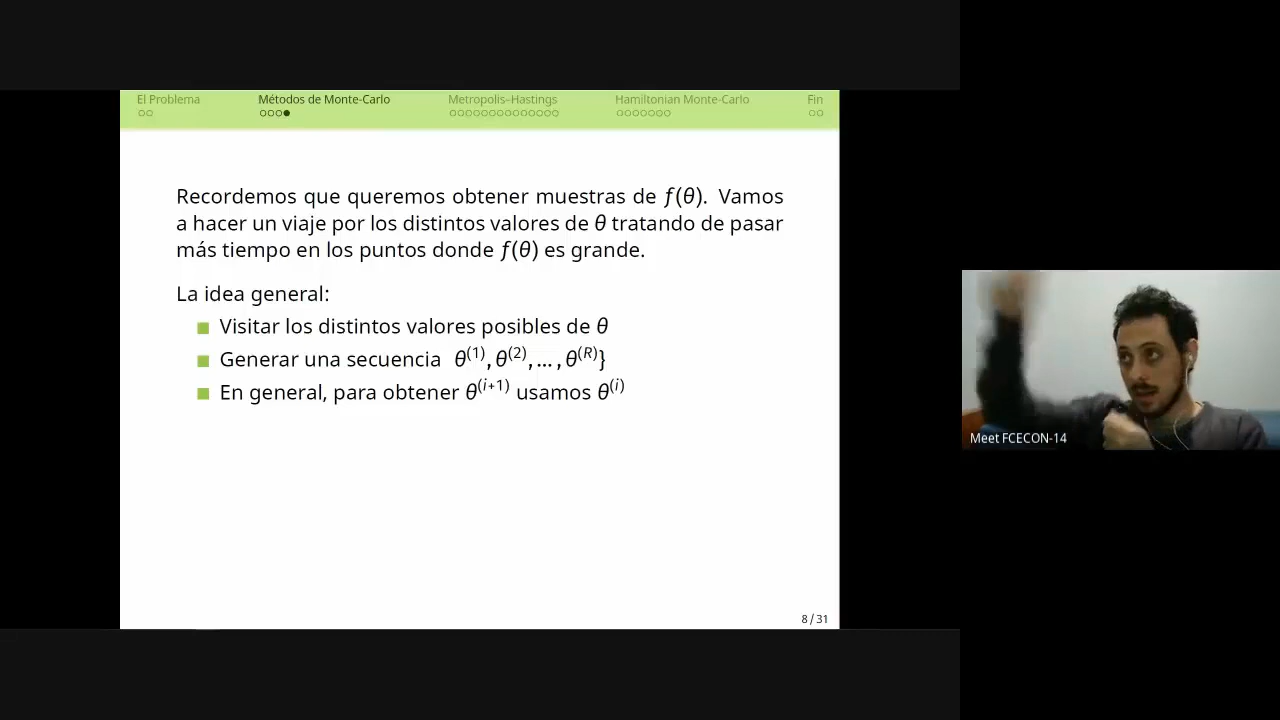 El Problema Métodos de Monte-Carlo Metropolis–Hastings Hamiltonian Monte-Carlo Fin
Recordemos que queremos obtener muestras de f(θ). Vamos
a hacer un viaje por los distintos valores de θ tratando de pasar
más tiempo en los puntos donde f(θ) es grande.
La idea general:
Visitar los distintos valores posibles de θ
Generar una secuencia θ^(1), θ^(2), ..., θ^(R)}
En general, para obtener θ^(i+1) usamos θ^(i)
8 / 31
Meet FCECON-14